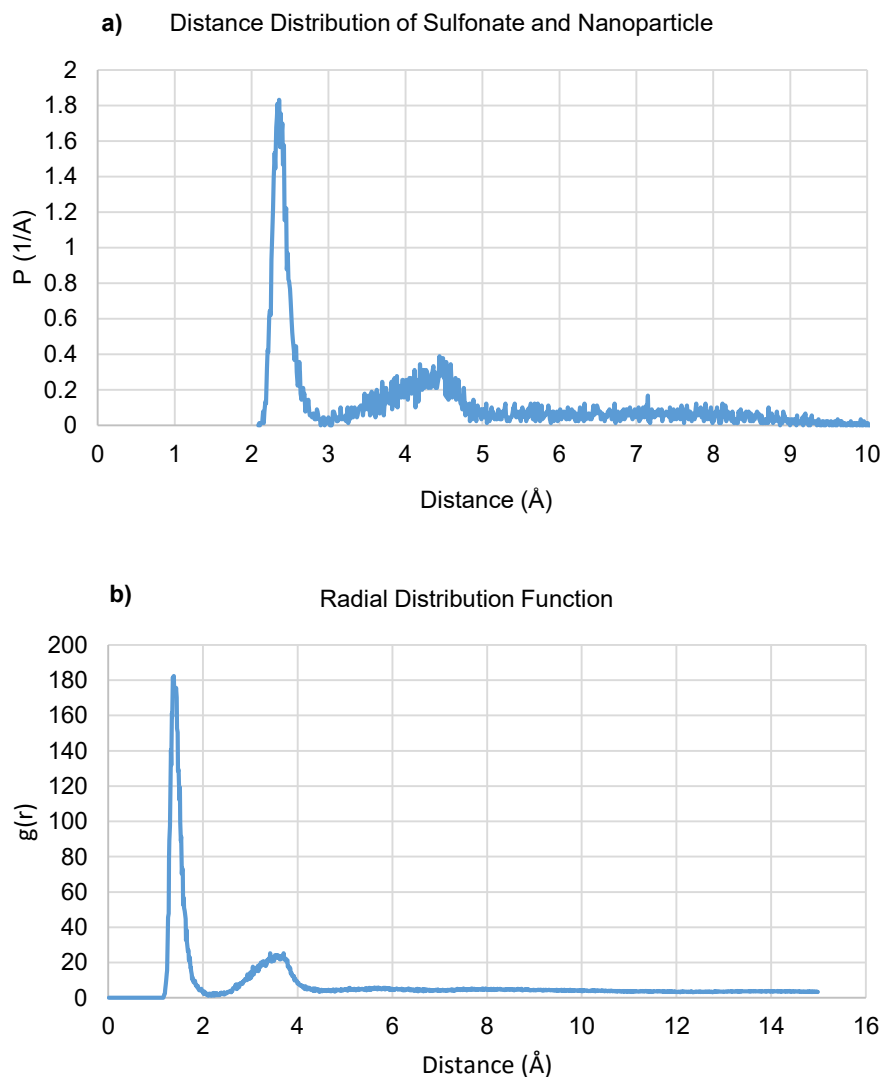 a) Distance Distribution of Sulfonate and Nanoparticle
2
1.8
1.6
1.4
1.2
1
0.8
0.6
0.4
0.2
0
P (1/A)
0 1 2 3 4 5 6 7 8 9 10
Distance (Å)
b) Radial Distribution Function
200
180
160
140
120
100
80
60
40
20
0
g(r)
0 2 4 6 8 10 12 14 16
Distance (Å)